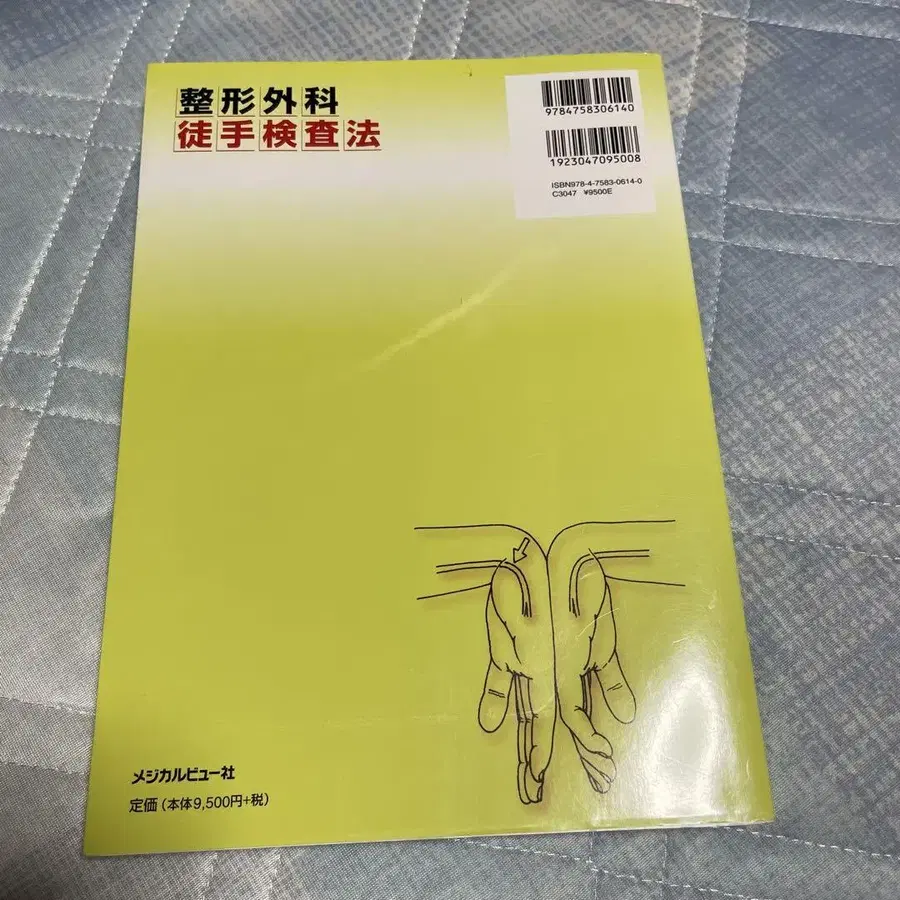 整形外科
徒手検査法
9784758306140
1923047095008
ISBN978-4-7583-0614-0
C3047 ¥9500E
メジカルビュー社
定価(本体9,500円+税)